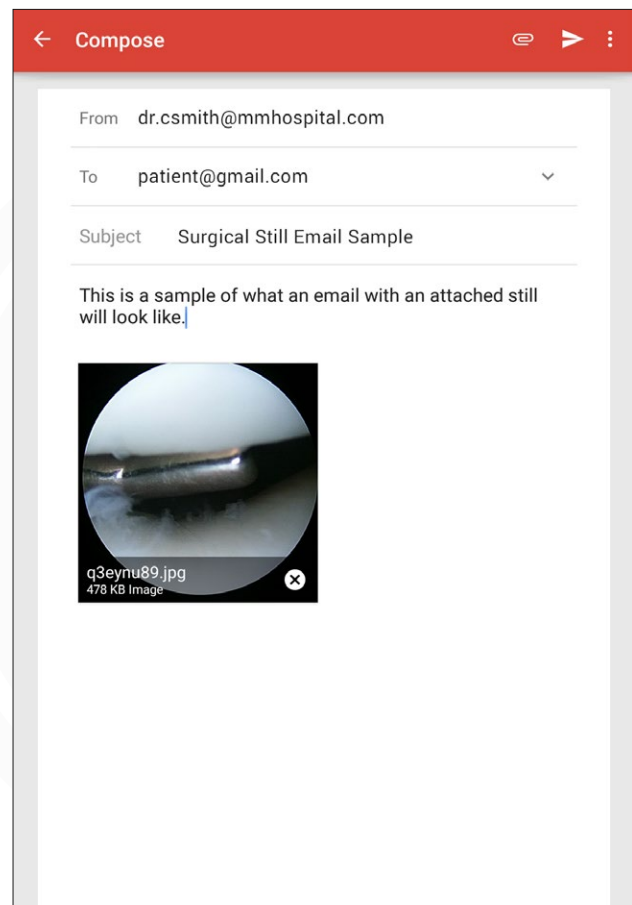 Compose
From dr.csmith@mmhospital.com
To patient@gmail.com
Subject Surgical Still Email Sample
This is a sample of what an email with an attached still
will look like.
q3eynu89.jpg
478 KB Image